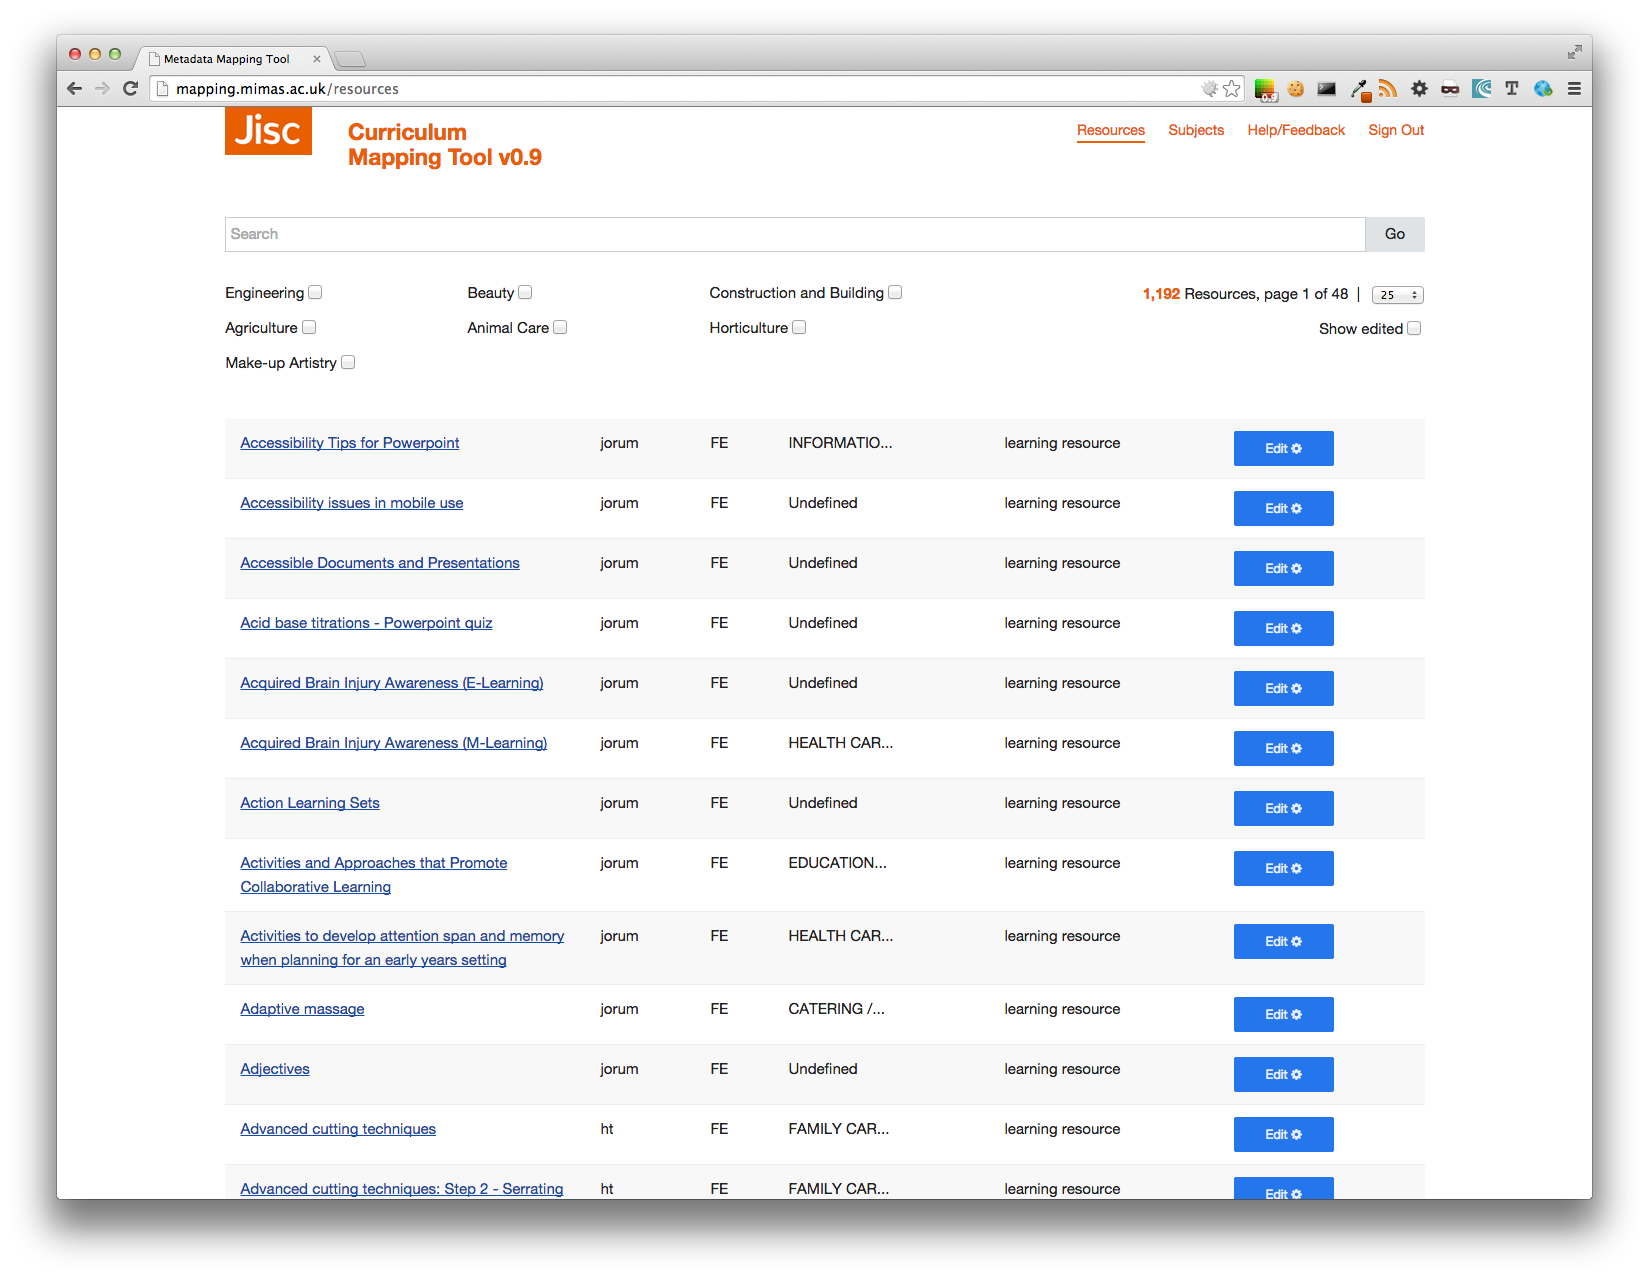 Metadata Mapping Tool
mapping.mimas.ac.uk/resources
0.9
T
Jisc
Curriculum
Mapping Tool v0.9
Resources Subjects Help/Feedback Sign Out
Search Go
Engineering Beauty Construction and Building 1,192 Resources, page 1 of 48 | 25
Agriculture Animal Care Horticulture Show edited
Make-up Artistry
Accessibility Tips for Powerpoint jorum FE INFORMATIO... learning resource Edit
Accessibility issues in mobile use jorum FE Undefined learning resource Edit
Accessible Documents and Presentations jorum FE Undefined learning resource Edit
Acid base titrations - Powerpoint quiz jorum FE Undefined learning resource Edit
Acquired Brain Injury Awareness (E-Learning) jorum FE Undefined learning resource Edit
Acquired Brain Injury Awareness (M-Learning) jorum FE HEALTH CAR... learning resource Edit
Action Learning Sets jorum FE Undefined learning resource Edit
Activities and Approaches that Promote jorum FE EDUCATION... learning resource Edit
Collaborative Learning
Activities to develop attention span and memory jorum FE HEALTH CAR... learning resource Edit
when planning for an early years setting
Adaptive massage jorum FE CATERING /... learning resource Edit
Adjectives jorum FE Undefined learning resource Edit
Advanced cutting techniques ht FE FAMILY CAR... learning resource Edit
Advanced cutting techniques: Step 2 - Serrating ht FE FAMILY CAR... learning resource Edit